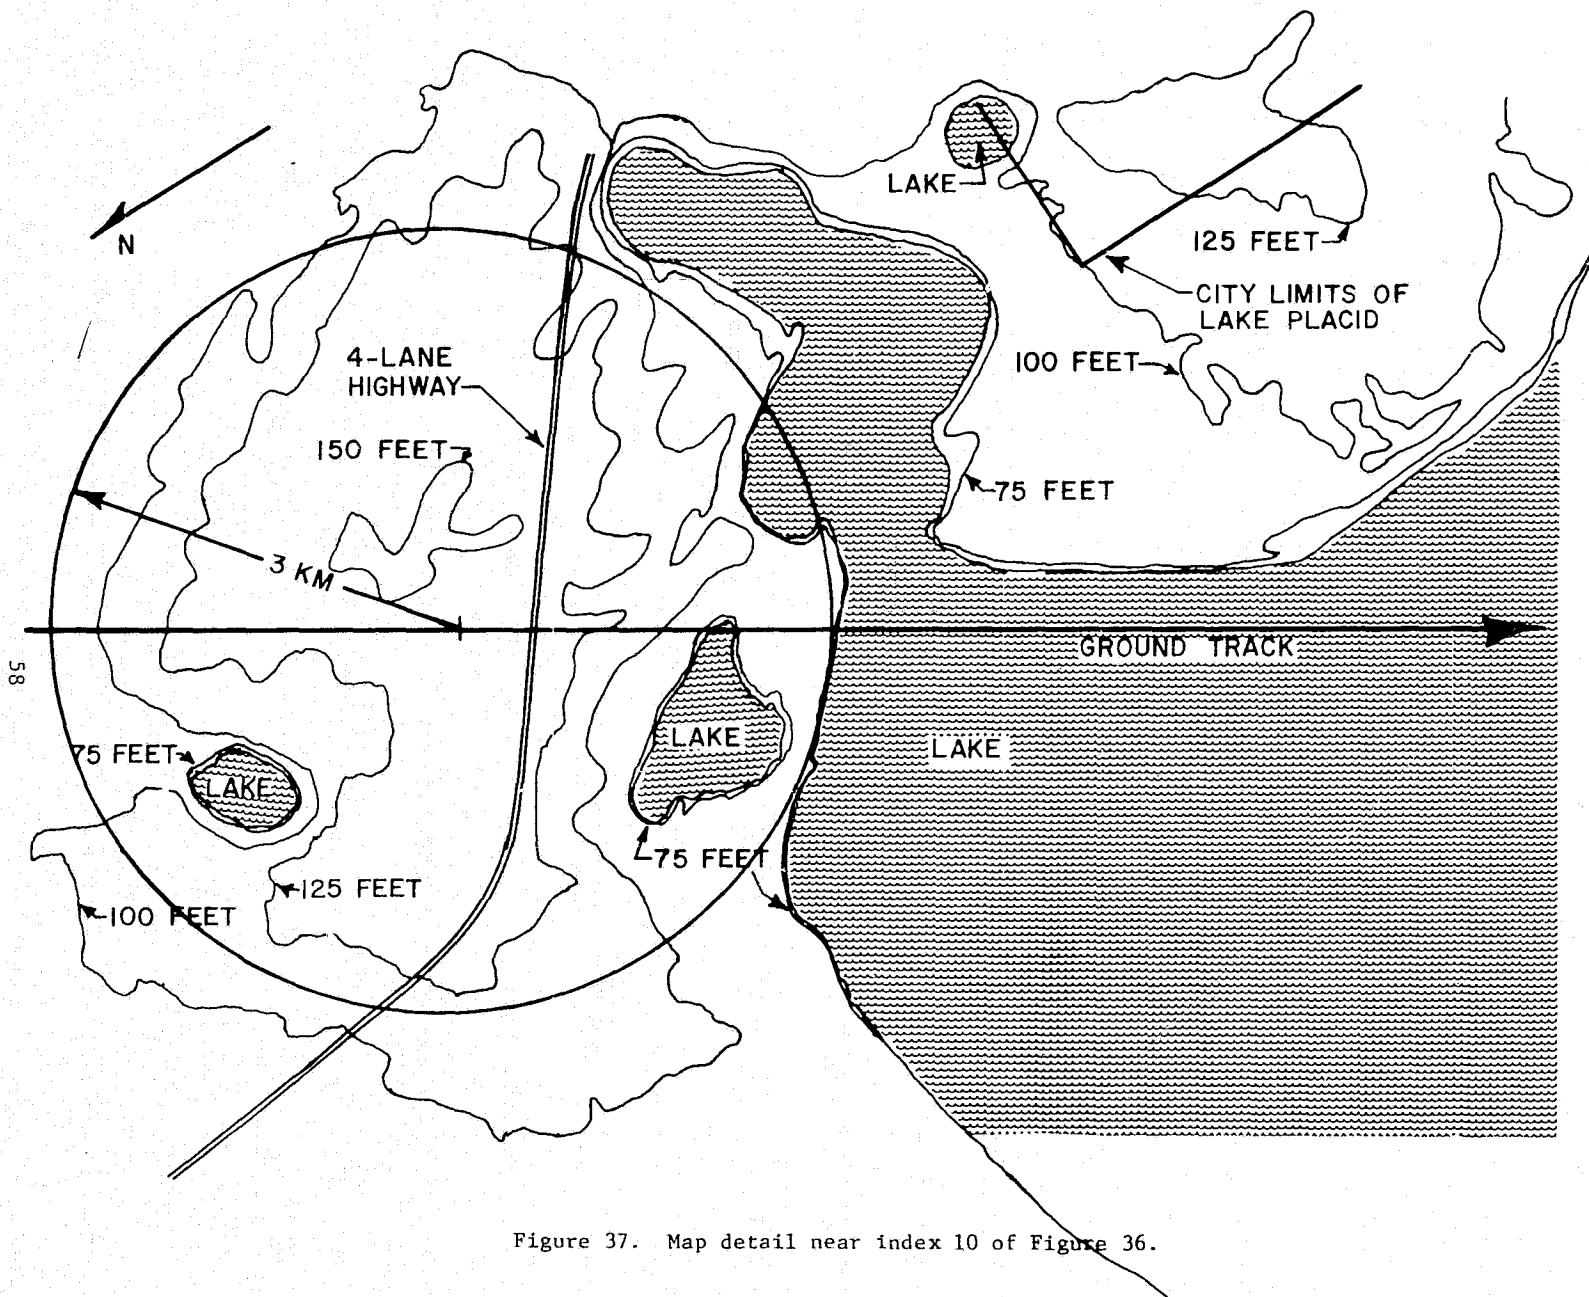 LAKE
N
125 FEET
CITY LIMITS OF
LAKE PLACID
4-LANE
HIGHWAY
100 FEET
150 FEET
75 FEET
3 KM
GROUND TRACK
58
LAKE
LAKE
75 FEET
LAKE
75 FEET
125 FEET
100 FEET
Figure 37. Map detail near index 10 of Figure 36.